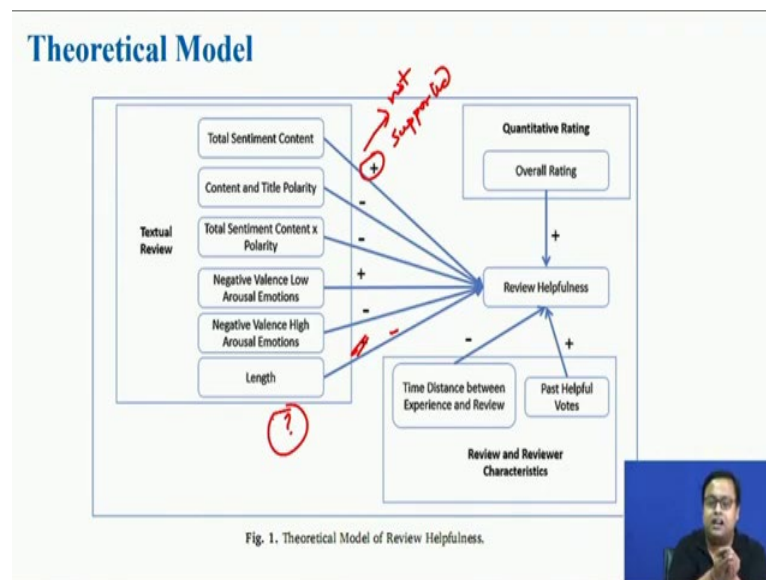 Theoretical Model
not
supported
Total Sentiment Content
+
Quantitative Rating
Overall Rating
Content and Title Polarity
-
Textual
Review
Total Sentiment Content x
Polarity
-
+
Negative Valence Low
Arousal Emotions
+
Review Helpfulness
Negative Valence High
Arousal Emotions
-
Length
-
-
+
Time Distance between
Experience and Review
Past Helpful
Votes
?
Review and Reviewer
Characteristics
Fig. 1. Theoretical Model of Review Helpfulness.